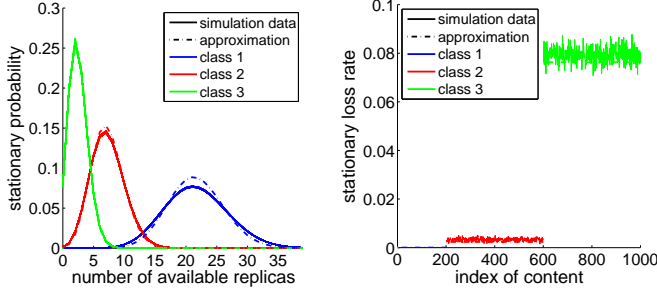 0.3
0.25
0.2
0.15
0.1
0.05
0
stationary probability
simulation data
approximation
class 1
class 2
class 3
0 5 10 15 20 25 30 35
number of available replicas
0.1
0.08
0.06
0.04
0.02
0
stationary loss rate
simulation data
approximation
class 1
class 2
class 3
0 200 400 600 800 1000
index of content